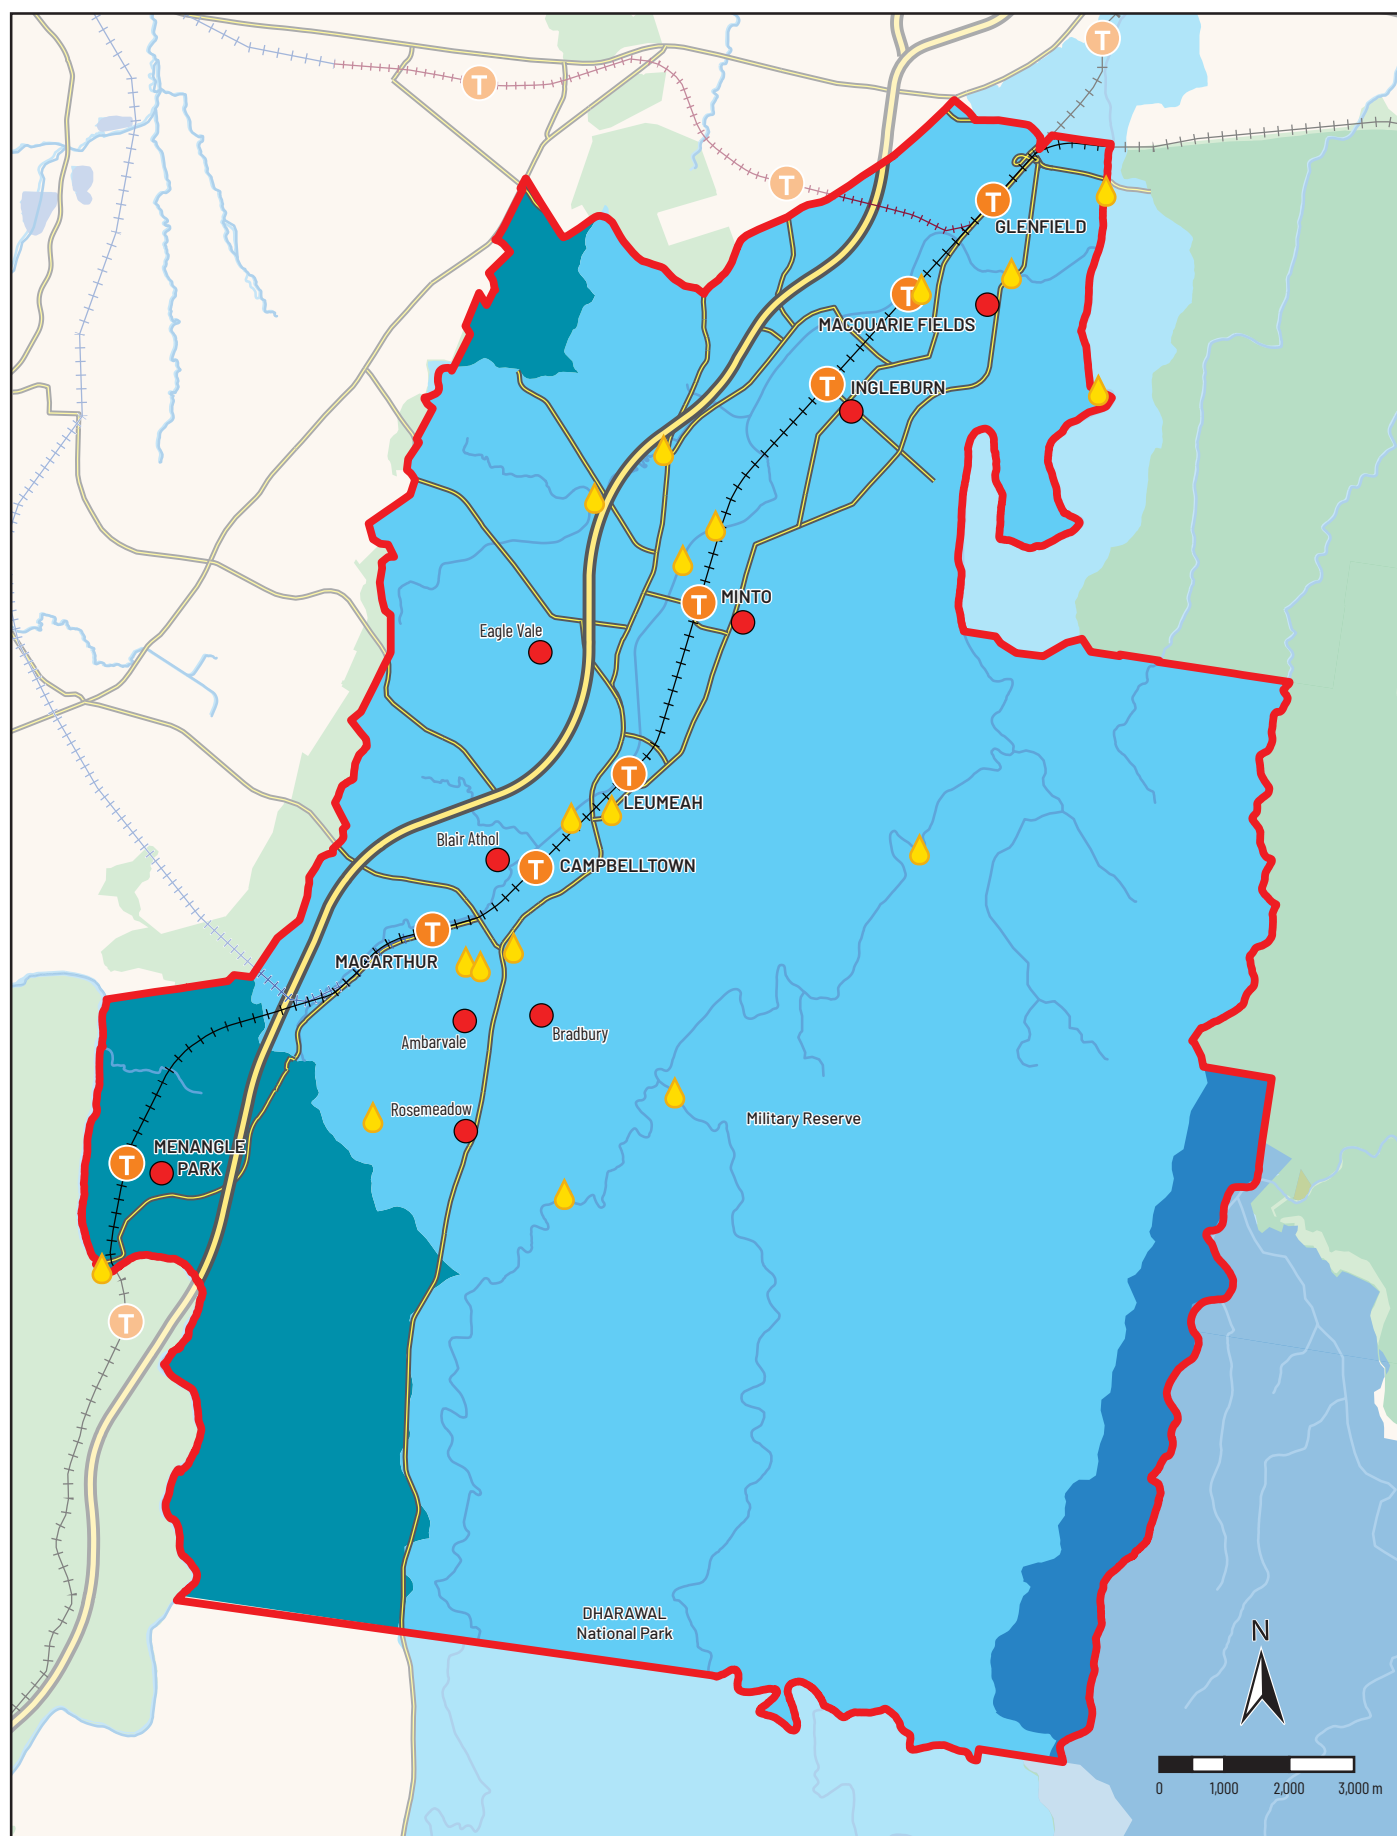 T
T
T
T
GLENFIELD
T
MACQUARIE FIELDS
T
INGLEBURN
T
MINTO
Eagle Vale
T
LEUMEAH
Blair Athol
T
CAMPBELLTOWN
T
MACARTHUR
Ambarvale
Bradbury
Rosemeadow
Military Reserve
T
MENANGLE
PARK
T
DHARAWAL
National Park
N
0 1,000 2,000 3,000 m